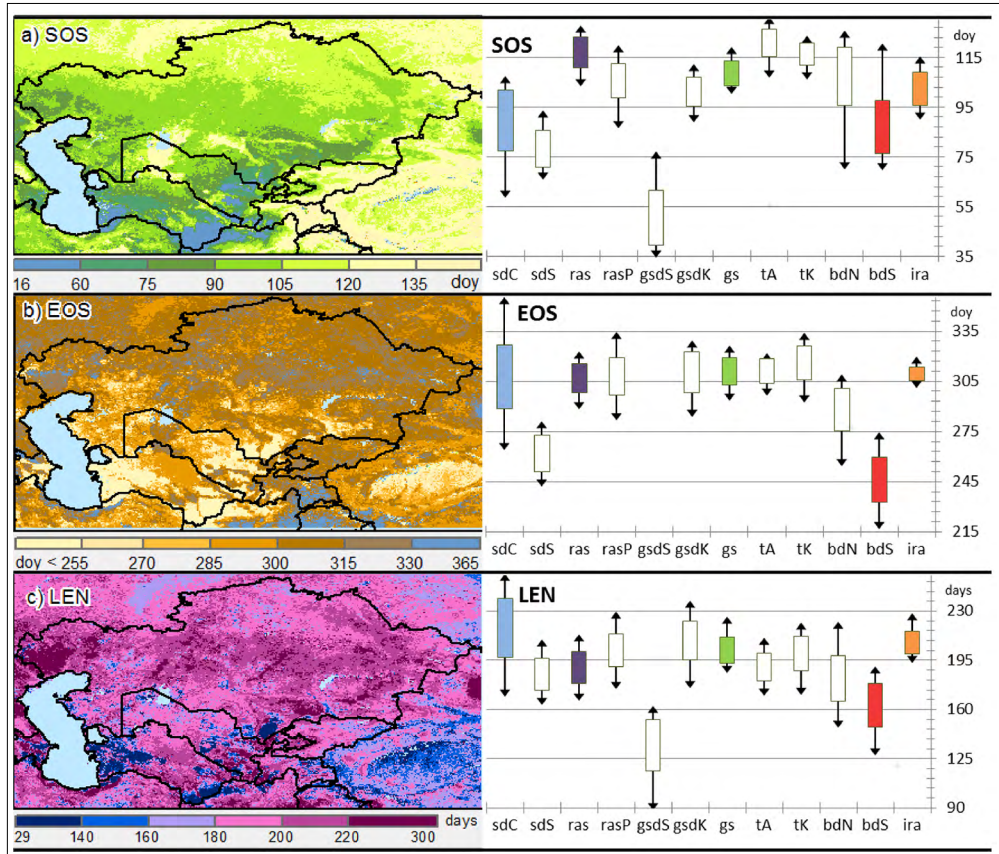 a) SOS
16 60 75 90 105 120 135 doy
SOS
doy
115
95
75
55
35
sdC sdS ras rasP gsdS gsdK gs tA tK bdN bdS ira
b) EOS
doy < 255 270 285 300 315 330 365
EOS
doy
335
305
275
245
215
sdC sdS ras rasP gsdS gsdK gs tA tK bdN bdS ira
c) LEN
29 140 160 180 200 220 300 days
LEN
days
230
195
160
125
90
sdC sdS ras rasP gsdS gsdK gs tA tK bdN bdS ira